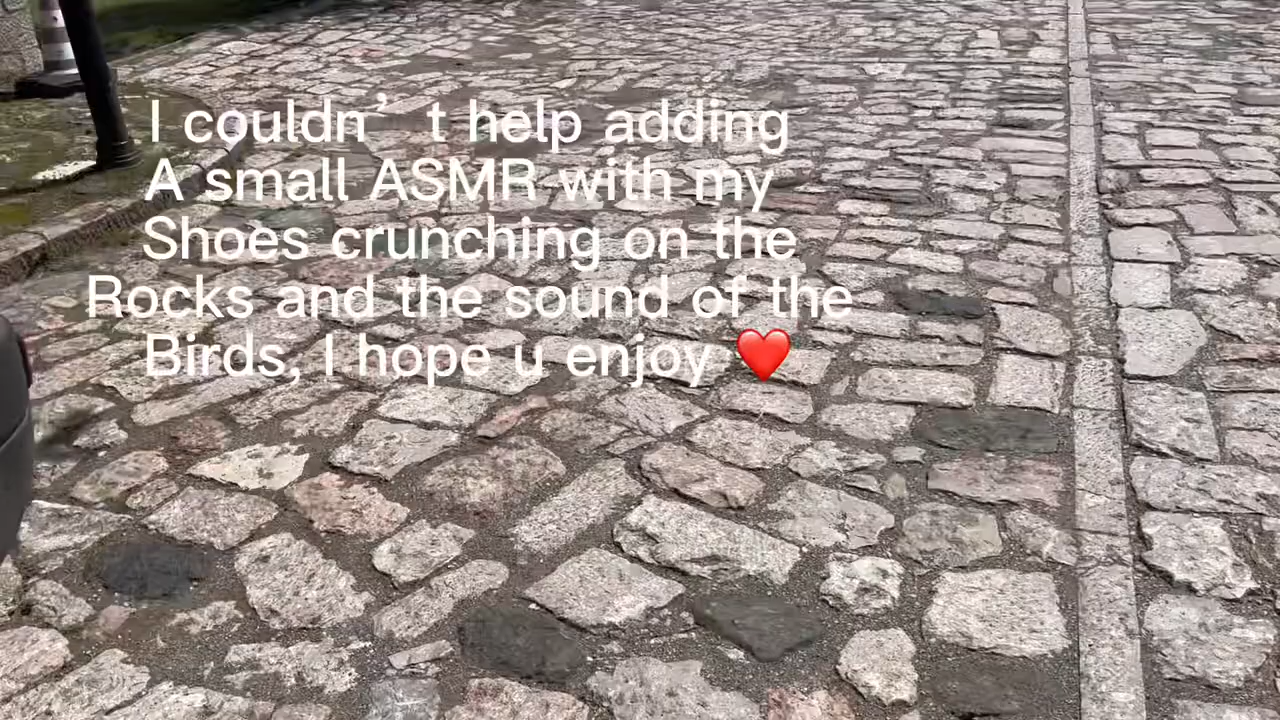 I couldn’t help adding
A small ASMR with my
Shoes crunching on the
Rocks and the sound of the
Birds, I hope u enjoy ❤️